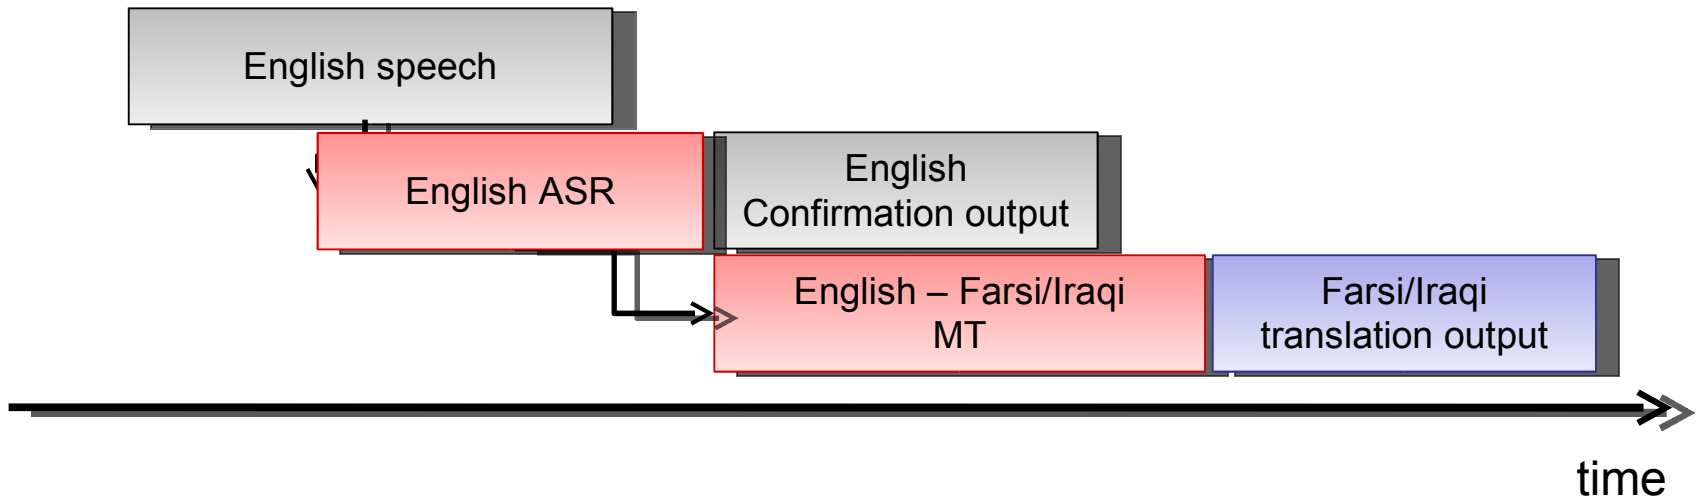 English speech
English ASR
English
Confirmation output
English – Farsi/Iraqi
MT
Farsi/Iraqi
translation output
time